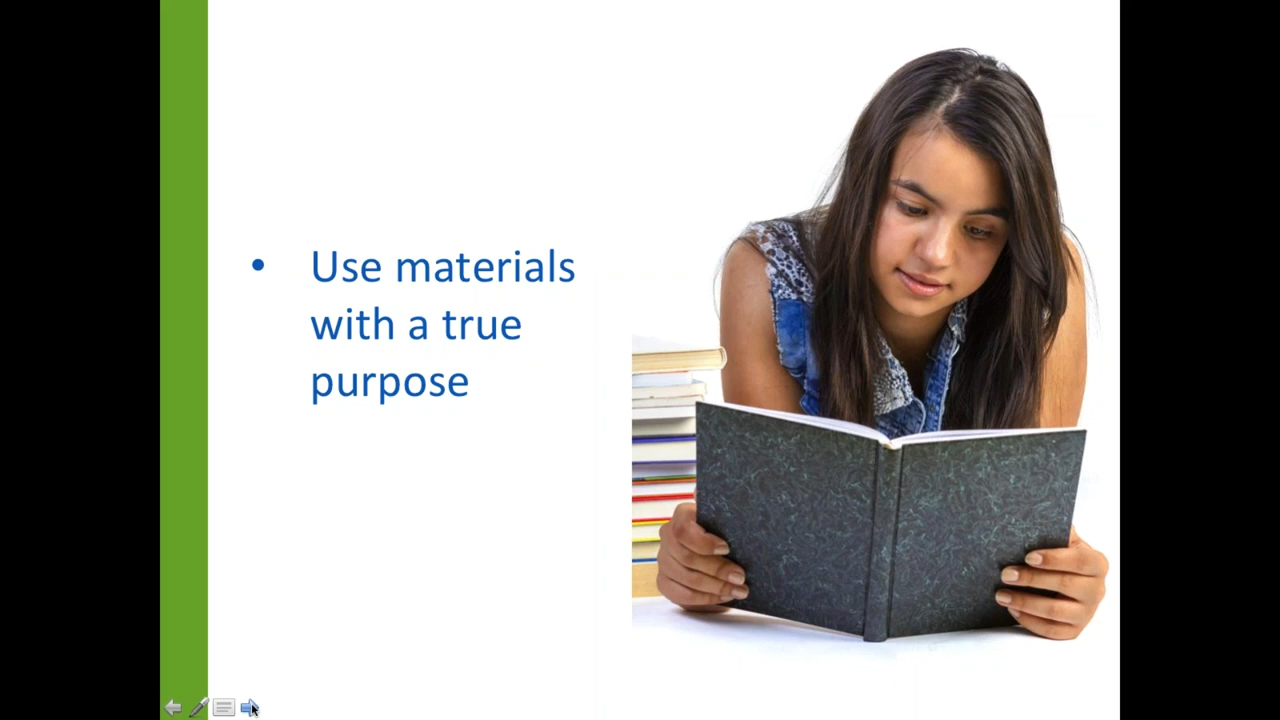 • Use materials
with a true
purpose